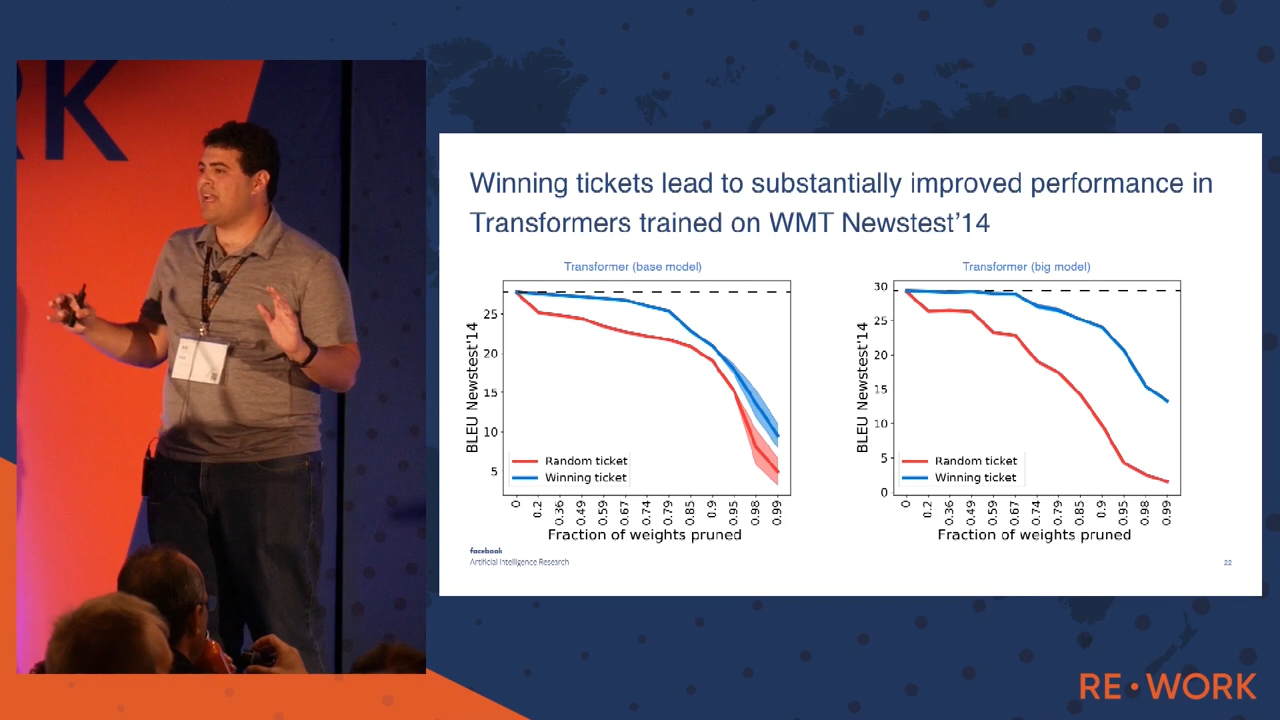 RK
Winning tickets lead to substantially improved performance in
Transformers trained on WMT Newstest'14
Transformer (base model)
BLEU Newstest'14
25
20
15
10
5
Random ticket
Winning ticket
0 0.2 0.36 0.49 0.59 0.67 0.74 0.79 0.85 0.9 0.95 0.98 0.99
Fraction of weights pruned
Transformer (big model)
BLEU Newstest'14
30
25
20
15
10
5
0
Random ticket
Winning ticket
0 0.2 0.36 0.49 0.59 0.67 0.74 0.79 0.85 0.9 0.95 0.98 0.99
Fraction of weights pruned
facebook
Artificial Intelligence Research
22
RE•WORK